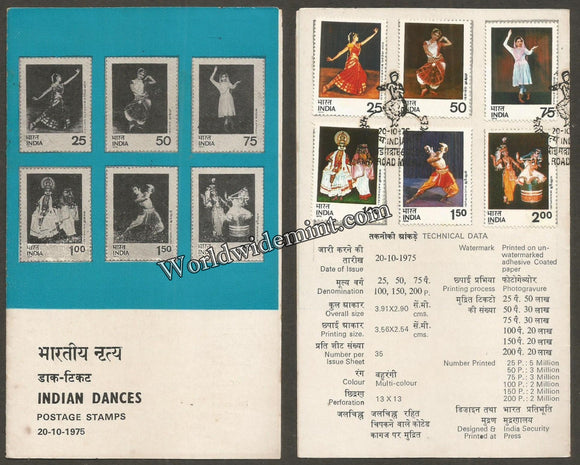 भारत
INDIA
25
भारत
INDIA
50
भारत
INDIA
75
भारत
INDIA
1.00
भारत
INDIA
1.50
भारत
INDIA
भारतीय नृत्य
डाक-टिकट
INDIAN DANCES
POSTAGE STAMPS
20-10-1975
Worldwidemint.com
भारत
INDIA
25
भारत
INDIA
50
भारत
INDIA
75
भारत
INDIA
भारत
INDIA
1.50
भारत
INDIA
2.00
तकनीकी आंकड़े TECHNICAL DATA
जारी करने की तारीख
Date of Issue
20-10-1975
मूल्य वर्ग
Denomination
25, 50, 75 पै.
100, 150, 200 p.
कुल आकार
Overall size
3.91X2.90 सें.मी.
cms.
छपाई आकार
Printing size.
3.56X2.54 सें.मी.
cms.
प्रति शीट संख्या
Number per
Issue Sheet
35
रंग
Colour
बहुरंगी
Multi-colour
छिद्रण
Perforation
13 X 13
जलचिह्न
जलचिह्न रहित
चिपकने वाले कोटेड
कागज पर मुद्रित
Watermark
Printed on un-
watermarked
adhesive Coated
paper
छपाई प्रक्रिया
Printing process
फोटोग्रेव्योर
Photogravure
मुद्रित टिकटों
की संख्या
25 पै. 50 लाख
50 पै. 30 लाख
75 पै. 30 लाख
100 पै. 20 लाख
150 पै. 20 लाख
200 पै. 20 लाख
Number Printed
25 P.: 5 Million
50 P.: 3 Million
75 P.: 3 Million
100 P.: 2 Million
150 P.: 2 Million
200 P.: 2 Million
डिजाइन तथा
मुद्रण
भारत प्रतिभूति
मुद्रणालय
Designed &
Printed at
India Security
Press